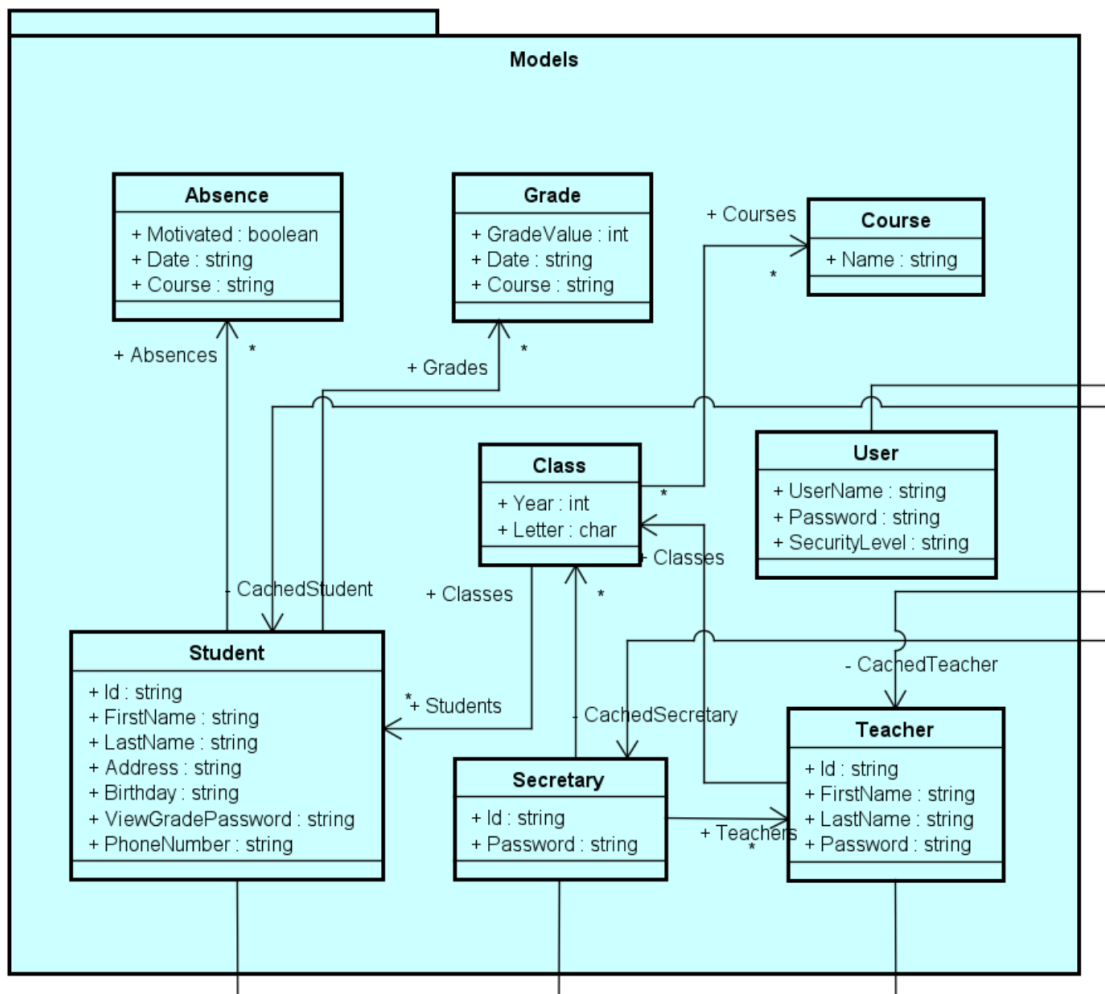 Models
Absence
+ Motivated : boolean
+ Date : string
+ Course : string
Grade
+ GradeValue : int
+ Date : string
+ Course : string
+ Courses
*
Course
+ Name : string
+ Absences
*
+ Grades
*
Class
+ Year : int
+ Letter : char
*
User
+ UserName : string
+ Password : string
+ SecurityLevel : string
- CachedStudent
+ Classes
*
+ Classes
Student
+ Id : string
+ FirstName : string
+ LastName : string
+ Address : string
+ Birthday : string
+ ViewGradePassword : string
+ PhoneNumber : string
*
+ Students
- CachedSecretary
- CachedTeacher
Secretary
+ Id : string
+ Password : string
+ Teachers
*
Teacher
+ Id : string
+ FirstName : string
+ LastName : string
+ Password : string